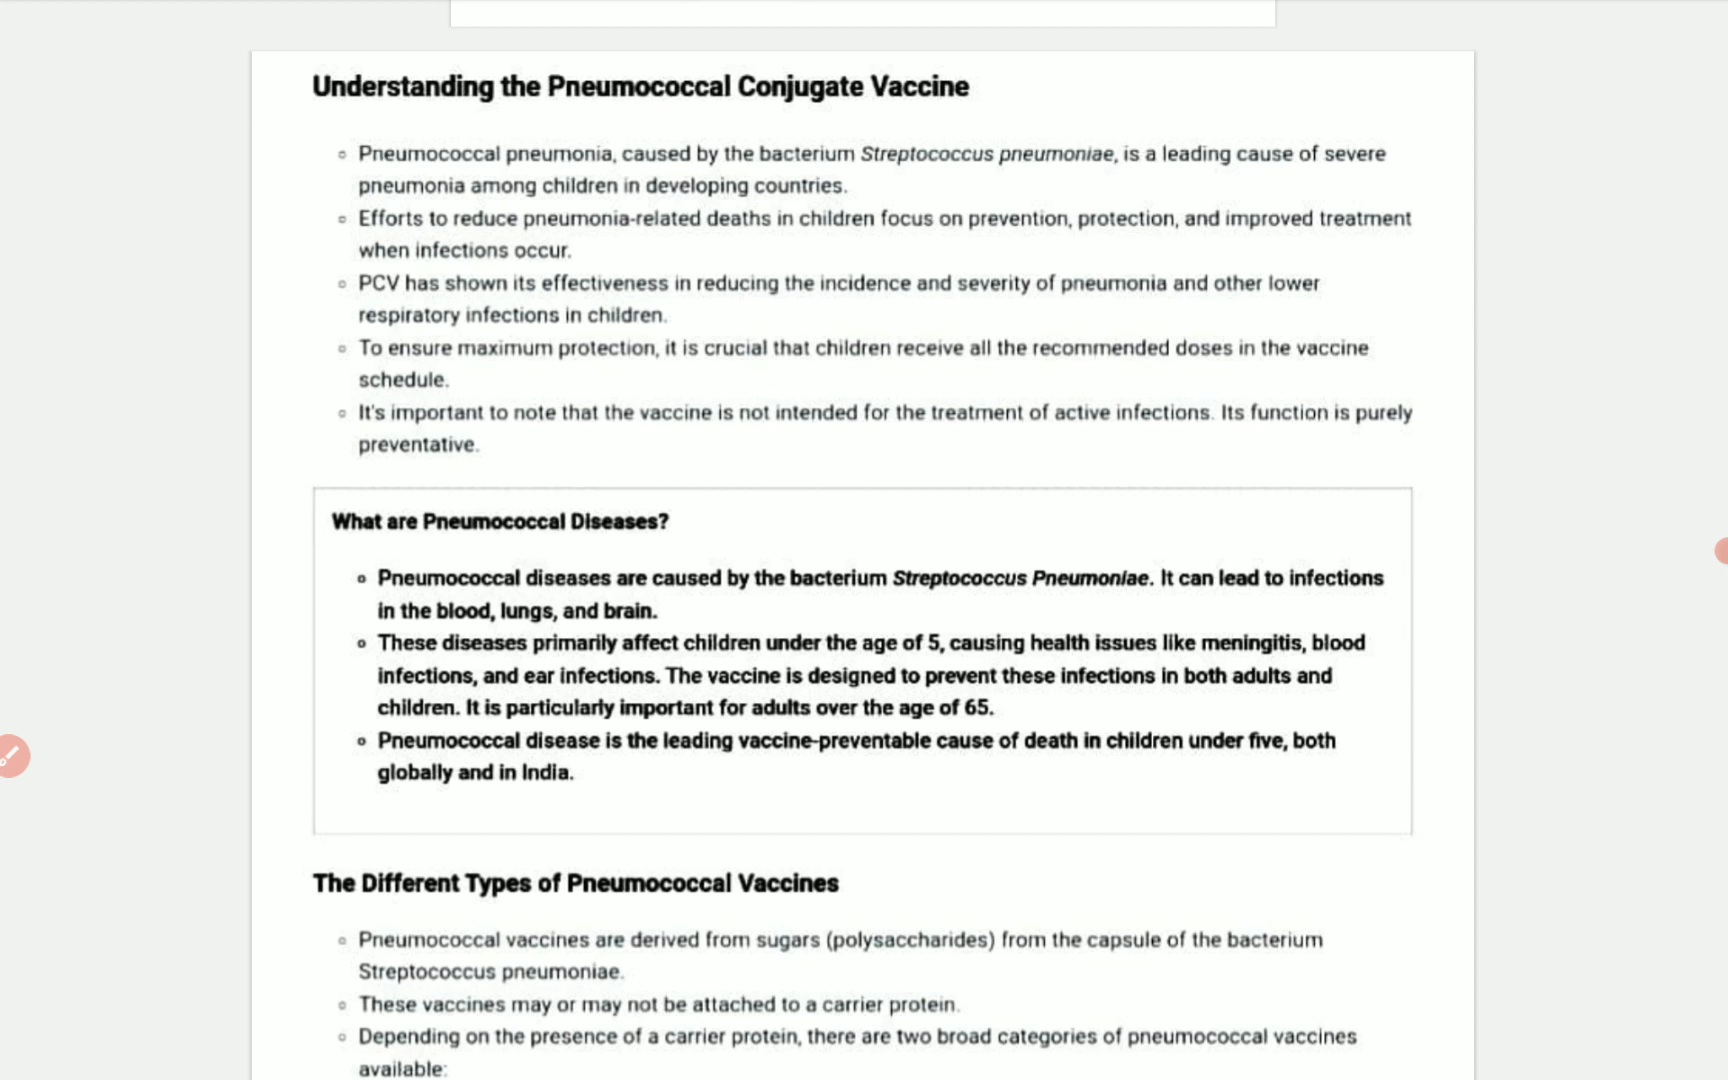 Understanding the Pneumococcal Conjugate Vaccine
Pneumococcal pneumonia, caused by the bacterium Streptococcus pneumoniae, is a leading cause of severe
pneumonia among children in developing countries.
Efforts to reduce pneumonia-related deaths in children focus on prevention, protection, and improved treatment
when infections occur.
PCV has shown its effectiveness in reducing the incidence and severity of pneumonia and other lower
respiratory infections in children.
To ensure maximum protection, it is crucial that children receive all the recommended doses in the vaccine
schedule.
It's important to note that the vaccine is not intended for the treatment of active infections. Its function is purely
preventative.
What are Pneumococcal Diseases?
Pneumococcal diseases are caused by the bacterium Streptococcus Pneumoniae. It can lead to infections
in the blood, lungs, and brain.
These diseases primarily affect children under the age of 5, causing health issues like meningitis, blood
infections, and ear infections. The vaccine is designed to prevent these infections in both adults and
children. It is particularly important for adults over the age of 65.
Pneumococcal disease is the leading vaccine-preventable cause of death in children under five, both
globally and in India.
The Different Types of Pneumococcal Vaccines
Pneumococcal vaccines are derived from sugars (polysaccharides) from the capsule of the bacterium
Streptococcus pneumoniae.
These vaccines may or may not be attached to a carrier protein.
Depending on the presence of a carrier protein, there are two broad categories of pneumococcal vaccines
available: